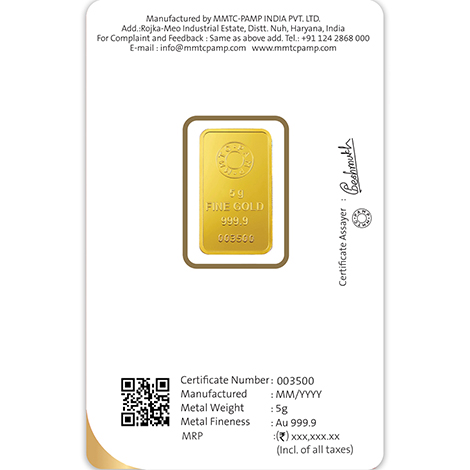 Manufactured by MMTC-PAMP INDIA PVT. LTD.
Add.:Rojka-Meo Industrial Estate, Distt. Nuh, Haryana, India
For Complaint and Feedback : Same as above add. Tel.: +91 124 2868 000
E-mail : info@mmtcpamp.com • www.mmtcpamp.com
5g
FINE GOLD
999.9
003500
Certificate Assayer :
Certificate Number : 003500
Manufactured : MM/YYYY
Metal Weight : 5g
Metal Fineness : Au 999.9
MRP : (₹) xxx,xxx.xx
(Incl. of all taxes)